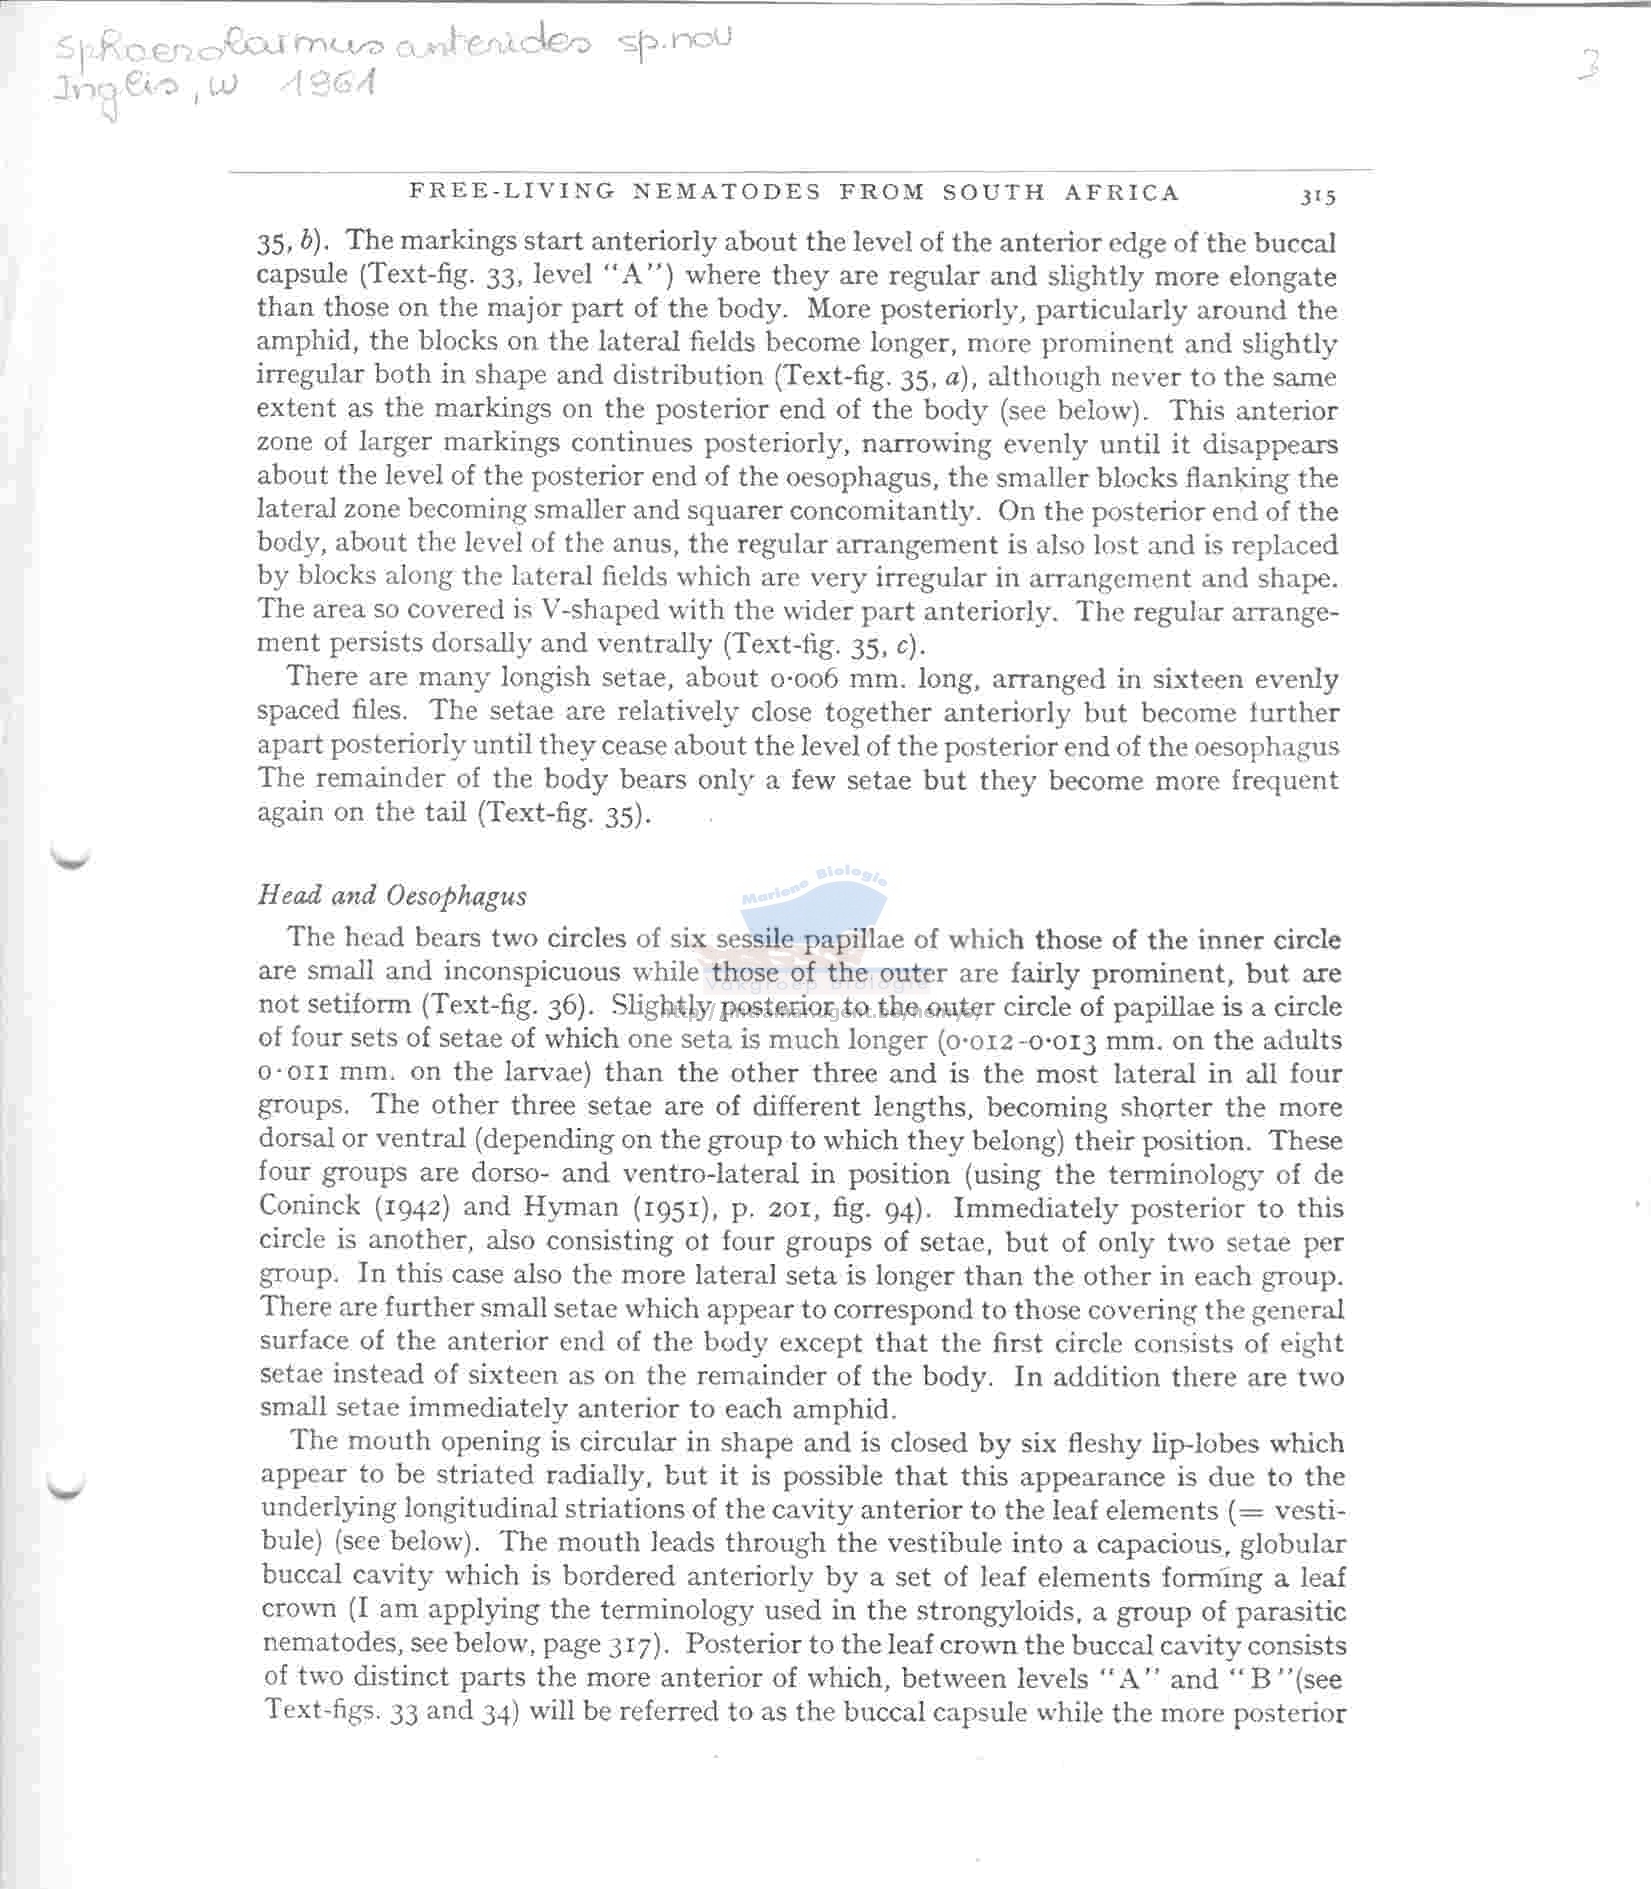 Sphaerolaimus anterides sp.nov
Inglis, W 1961
3
FREE-LIVING NEMATODES FROM SOUTH AFRICA 315
35, b). The markings start anteriorly about the level of the anterior edge of the buccal
capsule (Text-fig. 33, level “A”) where they are regular and slightly more elongate
than those on the major part of the body. More posteriorly, particularly around the
amphid, the blocks on the lateral fields become longer, more prominent and slightly
irregular both in shape and distribution (Text-fig. 35, a), although never to the same
extent as the markings on the posterior end of the body (see below). This anterior
zone of larger markings continues posteriorly, narrowing evenly until it disappears
about the level of the posterior end of the oesophagus, the smaller blocks flanking the
lateral zone becoming smaller and squarer concomitantly. On the posterior end of the
body, about the level of the anus, the regular arrangement is also lost and is replaced
by blocks along the lateral fields which are very irregular in arrangement and shape.
The area so covered is V-shaped with the wider part anteriorly. The regular arrange-
ment persists dorsally and ventrally (Text-fig. 35, c).
There are many longish setae, about 0·006 mm. long, arranged in sixteen evenly
spaced files. The setae are relatively close together anteriorly but become further
apart posteriorly until they cease about the level of the posterior end of the oesophagus
The remainder of the body bears only a few setae but they become more frequent
again on the tail (Text-fig. 35).
Mariene Biologie
Head and Oesophagus
The head bears two circles of six sessile papillae of which those of the inner circle
are small and inconspicuous while those of the outer are fairly prominent, but are
Vakgroep Biologie
not setiform (Text-fig. 36). Slightly posterior to the outer circle of papillae is a circle
of four sets of setae of which one seta is much longer (0·012-0·013 mm. on the adults
0·011 mm. on the larvae) than the other three and is the most lateral in all four
groups. The other three setae are of different lengths, becoming shorter the more
dorsal or ventral (depending on the group to which they belong) their position. These
four groups are dorso- and ventro-lateral in position (using the terminology of de
Coninck (1942) and Hyman (1951), p. 201, fig. 94). Immediately posterior to this
circle is another, also consisting of four groups of setae, but of only two setae per
group. In this case also the more lateral seta is longer than the other in each group.
There are further small setae which appear to correspond to those covering the general
surface of the anterior end of the body except that the first circle consists of eight
setae instead of sixteen as on the remainder of the body. In addition there are two
small setae immediately anterior to each amphid.
The mouth opening is circular in shape and is closed by six fleshy lip-lobes which
appear to be striated radially, but it is possible that this appearance is due to the
underlying longitudinal striations of the cavity anterior to the leaf elements (= vesti-
bule) (see below). The mouth leads through the vestibule into a capacious, globular
buccal cavity which is bordered anteriorly by a set of leaf elements forming a leaf
crown (I am applying the terminology used in the strongyloids, a group of parasitic
nematodes, see below, page 317). Posterior to the leaf crown the buccal cavity consists
of two distinct parts the more anterior of which, between levels “A” and “B”(see
Text-figs. 33 and 34) will be referred to as the buccal capsule while the more posterior